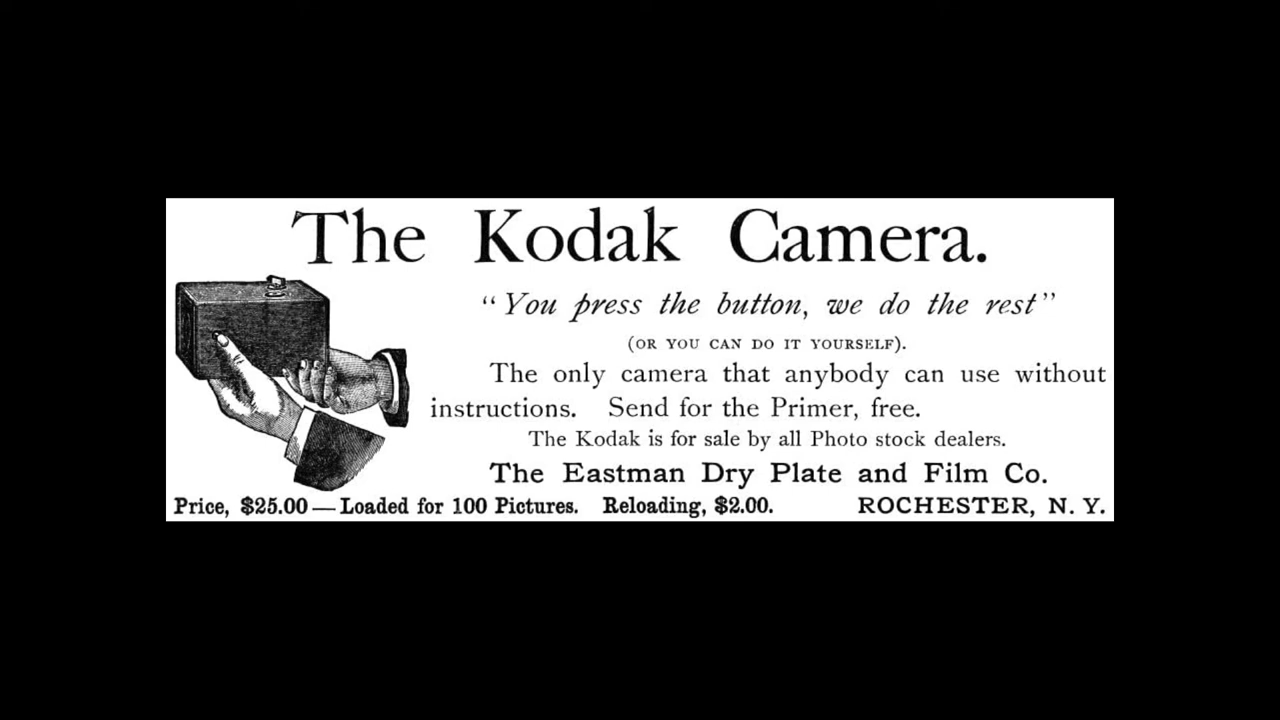 The Kodak Camera.
“You press the button, we do the rest”
(OR YOU CAN DO IT YOURSELF).
The only camera that anybody can use without
instructions. Send for the Primer, free.
The Kodak is for sale by all Photo stock dealers.
The Eastman Dry Plate and Film Co.
Price, $25.00—Loaded for 100 Pictures. Reloading, $2.00. ROCHESTER, N. Y.